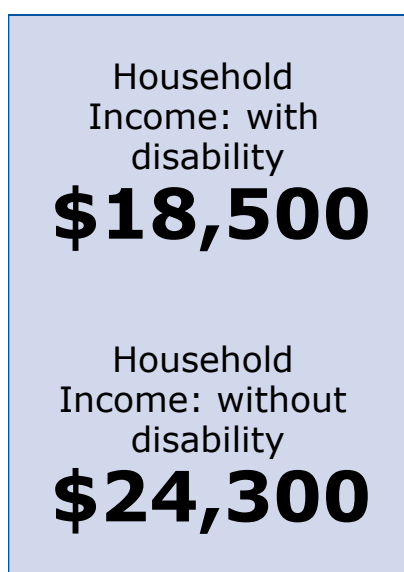 Household
Income: with
disability
$18,500
Household
Income: without
disability
$24,300